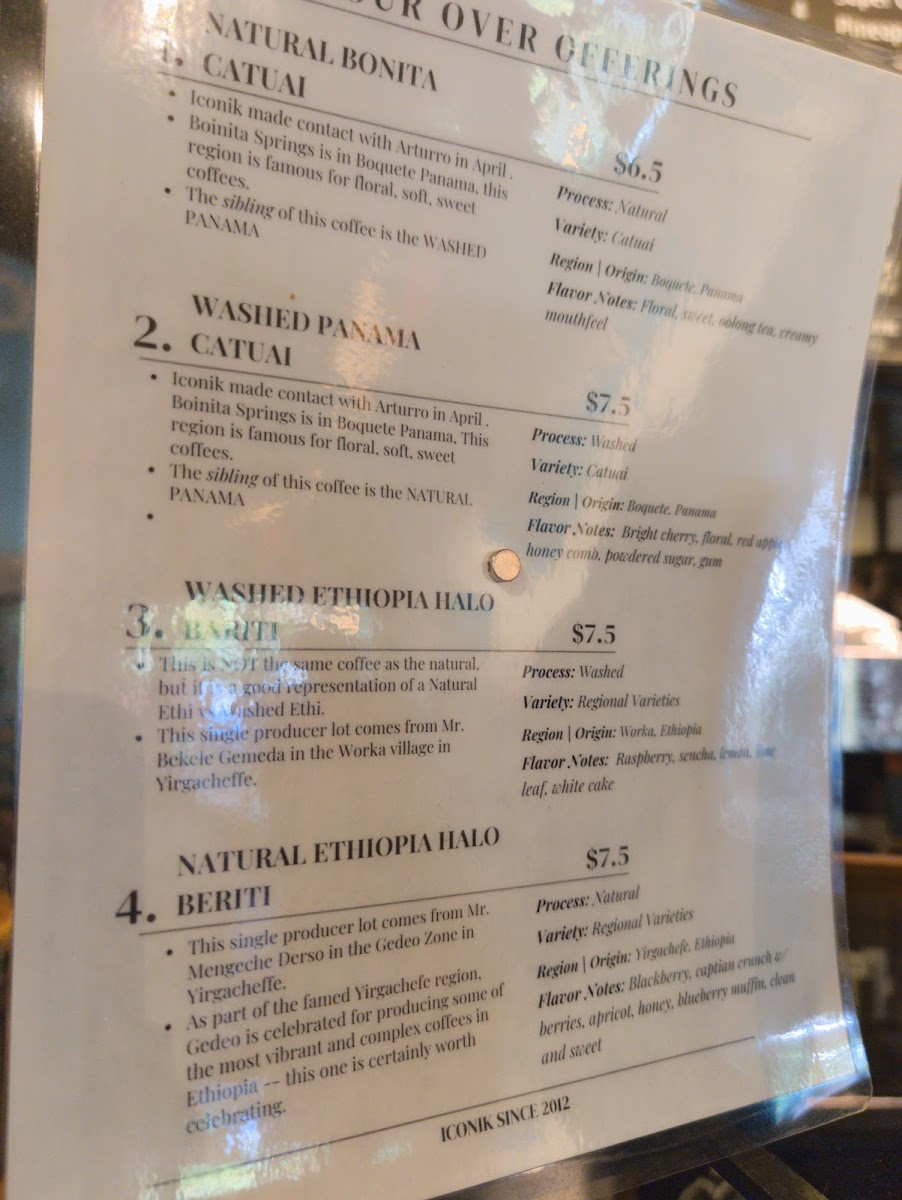 OUR OVER OFFERINGS
NATURAL BONITA
1. CATUAI
$6.5
• Iconik made contact with Arturro in April .
• Boinita Springs is in Boquete Panama, this
region is famous for floral, soft, sweet
coffees.
• The sibling of this coffee is the WASHED
PANAMA
Process: Natural
Variety: Catuai
Region | Origin: Boquete, Panama
Flavor Notes: Floral, sweet, oolong tea, creamy
mouthfeel
WASHED PANAMA
2. CATUAI
$7.5
• Iconik made contact with Arturro in April .
Boinita Springs is in Boquete Panama, This
region is famous for floral, soft, sweet
coffees.
• The sibling of this coffee is the NATURAL
PANAMA
•
Process: Washed
Variety: Catuai
Region | Origin: Boquete, Panama
Flavor Notes: Bright cherry, floral, red apple
honey comb, powdered sugar, gum
WASHED ETHIOPIA HALO
3. BARITI
$7.5
• This is NOT the same coffee as the natural,
but it is a good representation of a Natural
Ethi vs Washed Ethi.
• This single producer lot comes from Mr.
Bekele Gemeda in the Worka village in
Yirgacheffe.
Process: Washed
Variety: Regional Varieties
Region | Origin: Worka, Ethiopia
Flavor Notes: Raspberry, sencha, lemon, lime
leaf, white cake
NATURAL ETHIOPIA HALO
4. BERITI
$7.5
• This single producer lot comes from Mr.
Mengeche Derso in the Gedeo Zone in
Yirgacheffe.
• As part of the famed Yirgachefe region,
Gedeo is celebrated for producing some of
the most vibrant and complex coffees in
Ethiopia -- this one is certainly worth
celebrating.
Process: Natural
Variety: Regional Varieties
Region | Origin: Yirgachefe, Ethiopia
Flavor Notes: Blackberry, captian crunch w/
berries, apricot, honey, blueberry muffin, clean
and sweet
ICONIK SINCE 2012